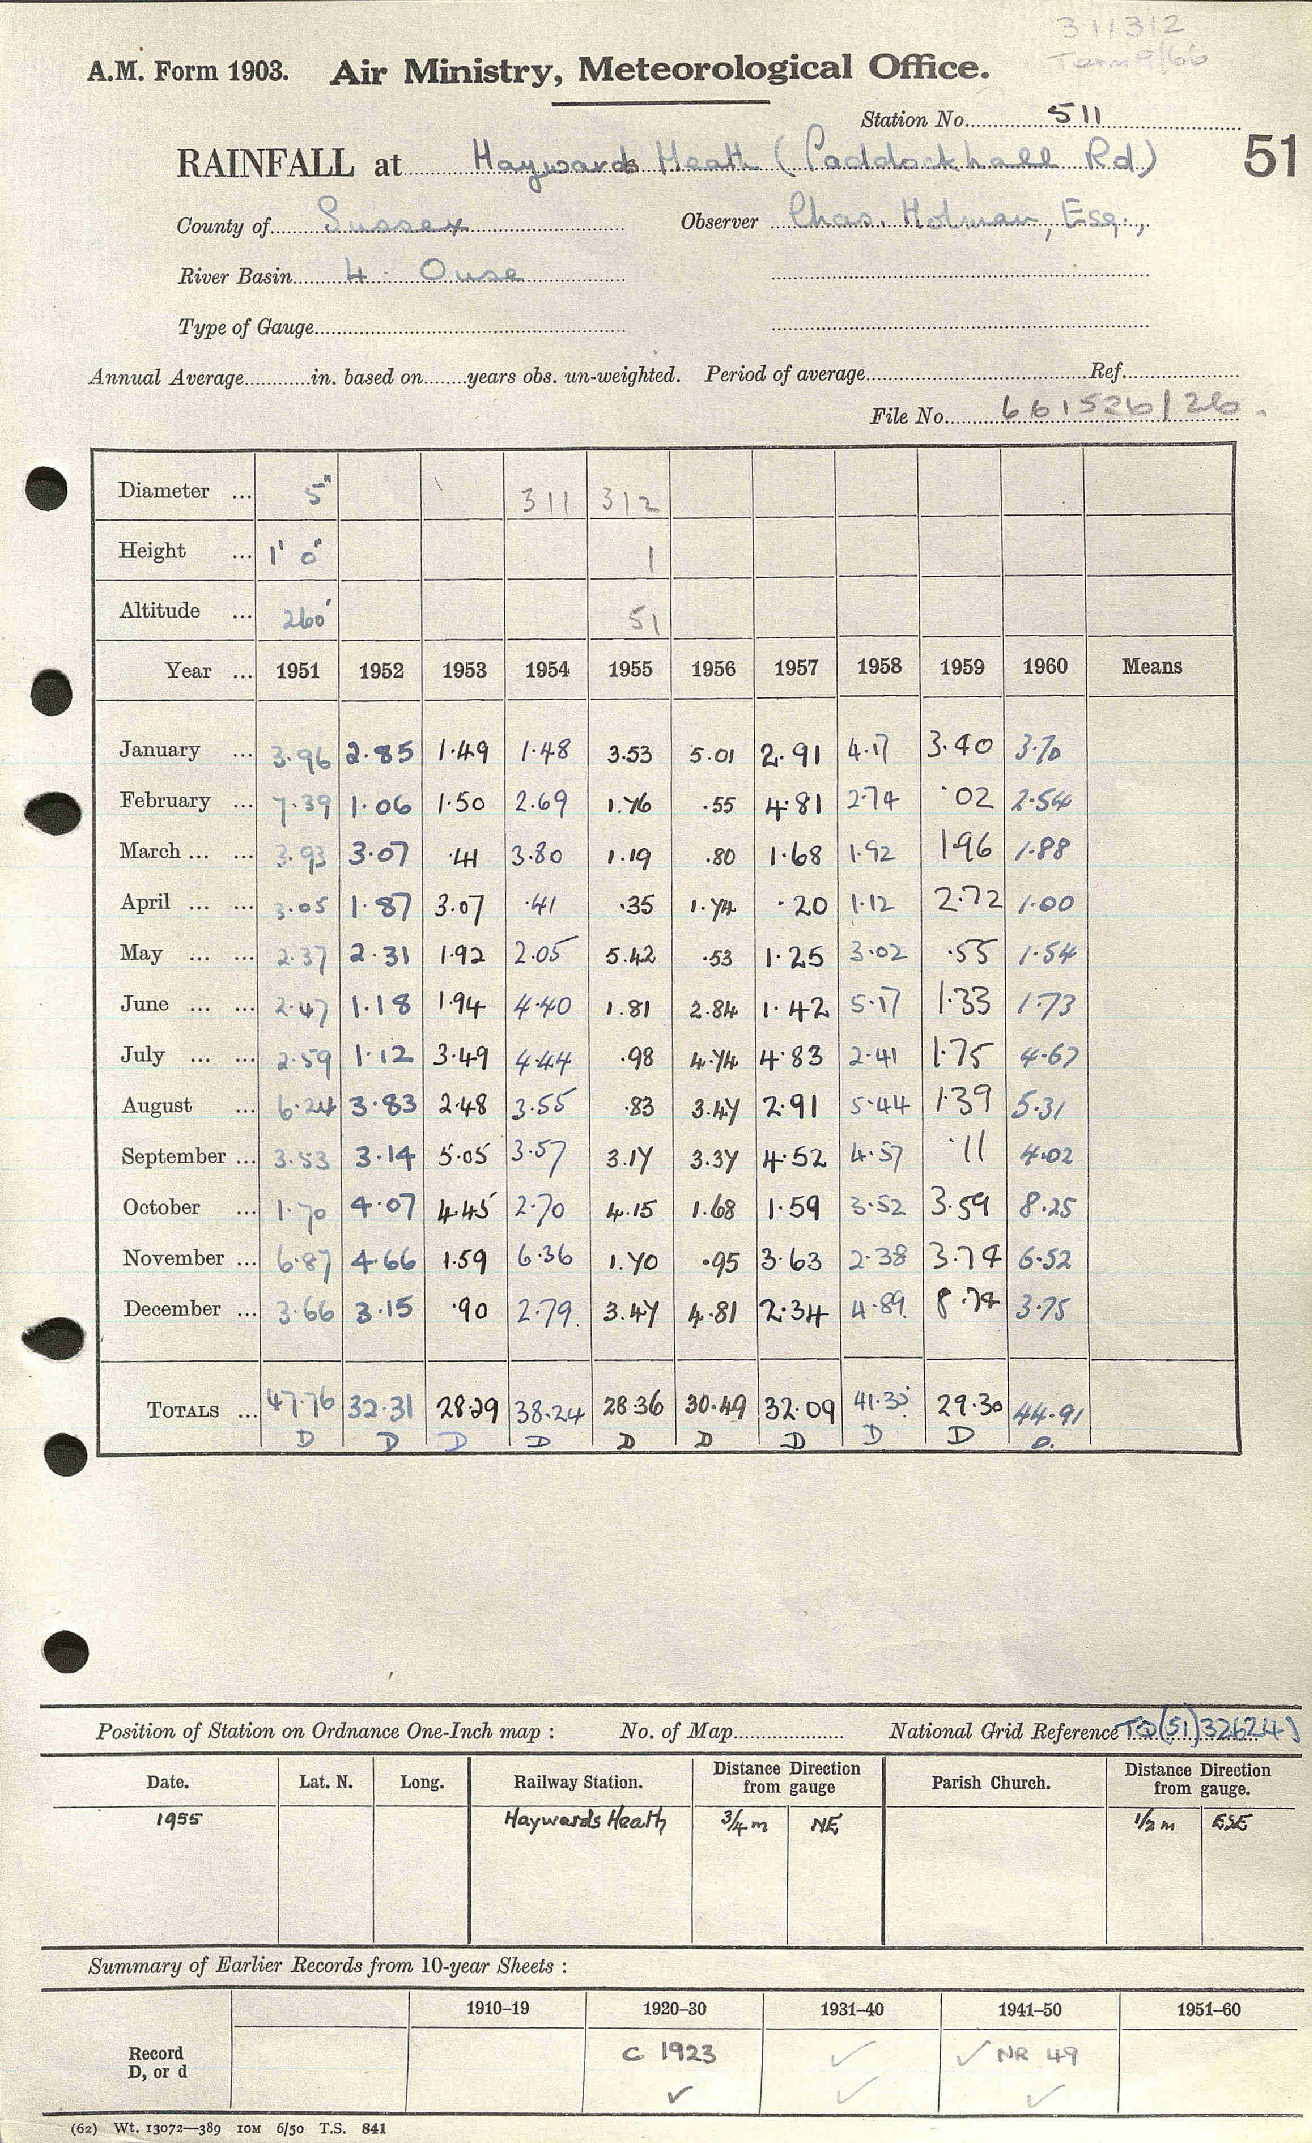 311312
A.M. Form 1903. Air Ministry, Meteorological Office.
Station No. 511
RAINFALL at Haywards Heath (Paddockhall Rd) 51
County of Sussex Observer Chas. Holman, Esq.,
River Basin 4. Ouse
Type of Gauge
Annual Average in. based on years obs. un-weighted. Period of average Ref.
File No. 661526/26.
Diameter ... 5" 311 312
Height ... 1' 0" 1
Altitude ... 260' 51
Year ... 1951 1952 1953 1954 1955 1956 1957 1958 1959 1960 Means
January ... 3.96 2.85 1.49 1.48 3.53 5.01 2.91 4.17 3.40 3.70
February ... 7.39 1.06 1.50 2.69 1.76 .55 4.81 2.74 .02 2.54
March ... ... 3.93 3.07 .41 3.80 1.19 .80 1.68 1.92 1.96 1.88
April ... ... 3.05 1.87 3.07 .41 .35 1.74 .20 1.12 2.72 1.00
May ... ... 2.37 2.31 1.92 2.05 5.42 .53 1.25 3.02 .55 1.54
June ... ... 2.47 1.18 1.94 4.40 1.81 2.84 1.42 5.17 1.33 1.73
July ... ... 2.59 1.12 3.49 4.44 .98 4.74 4.83 2.41 1.75 4.67
August ... 6.24 3.83 2.48 3.55 .83 3.47 2.91 5.44 1.39 5.31
September ... 3.53 3.14 5.05 3.57 3.17 3.37 4.52 4.57 .11 4.02
October ... 1.70 4.07 4.45 2.70 4.15 1.68 1.59 3.52 3.59 8.25
November ... 6.87 4.66 1.59 6.36 1.70 .95 3.63 2.38 3.74 6.52
December ... 3.66 3.15 .90 2.79. 3.47 4.81 2.34 4.89. 8.74 3.75
TOTALS ... 47.76 32.31 28.29 38.24 28.36 30.49 32.09 41.35 29.30 44.91
D D D D D D D D D D.
Position of Station on Ordnance One-Inch map : No. of Map National Grid Reference TQ(51)326241
Date. Lat. N. Long. Railway Station. Distance Direction from gauge Parish Church. Distance Direction from gauge.
1955 Haywards Heath 3/4 m NE 1/2 m ESE
Summary of Earlier Records from 10-year Sheets :
1910–19 1920–30 1931–40 1941–50 1951–60
Record D, or d C 1923 ✓ ✓ NR 49
✓ ✓ ✓
(62) Wt. 13072—389 10M 6/50 T.S. 841